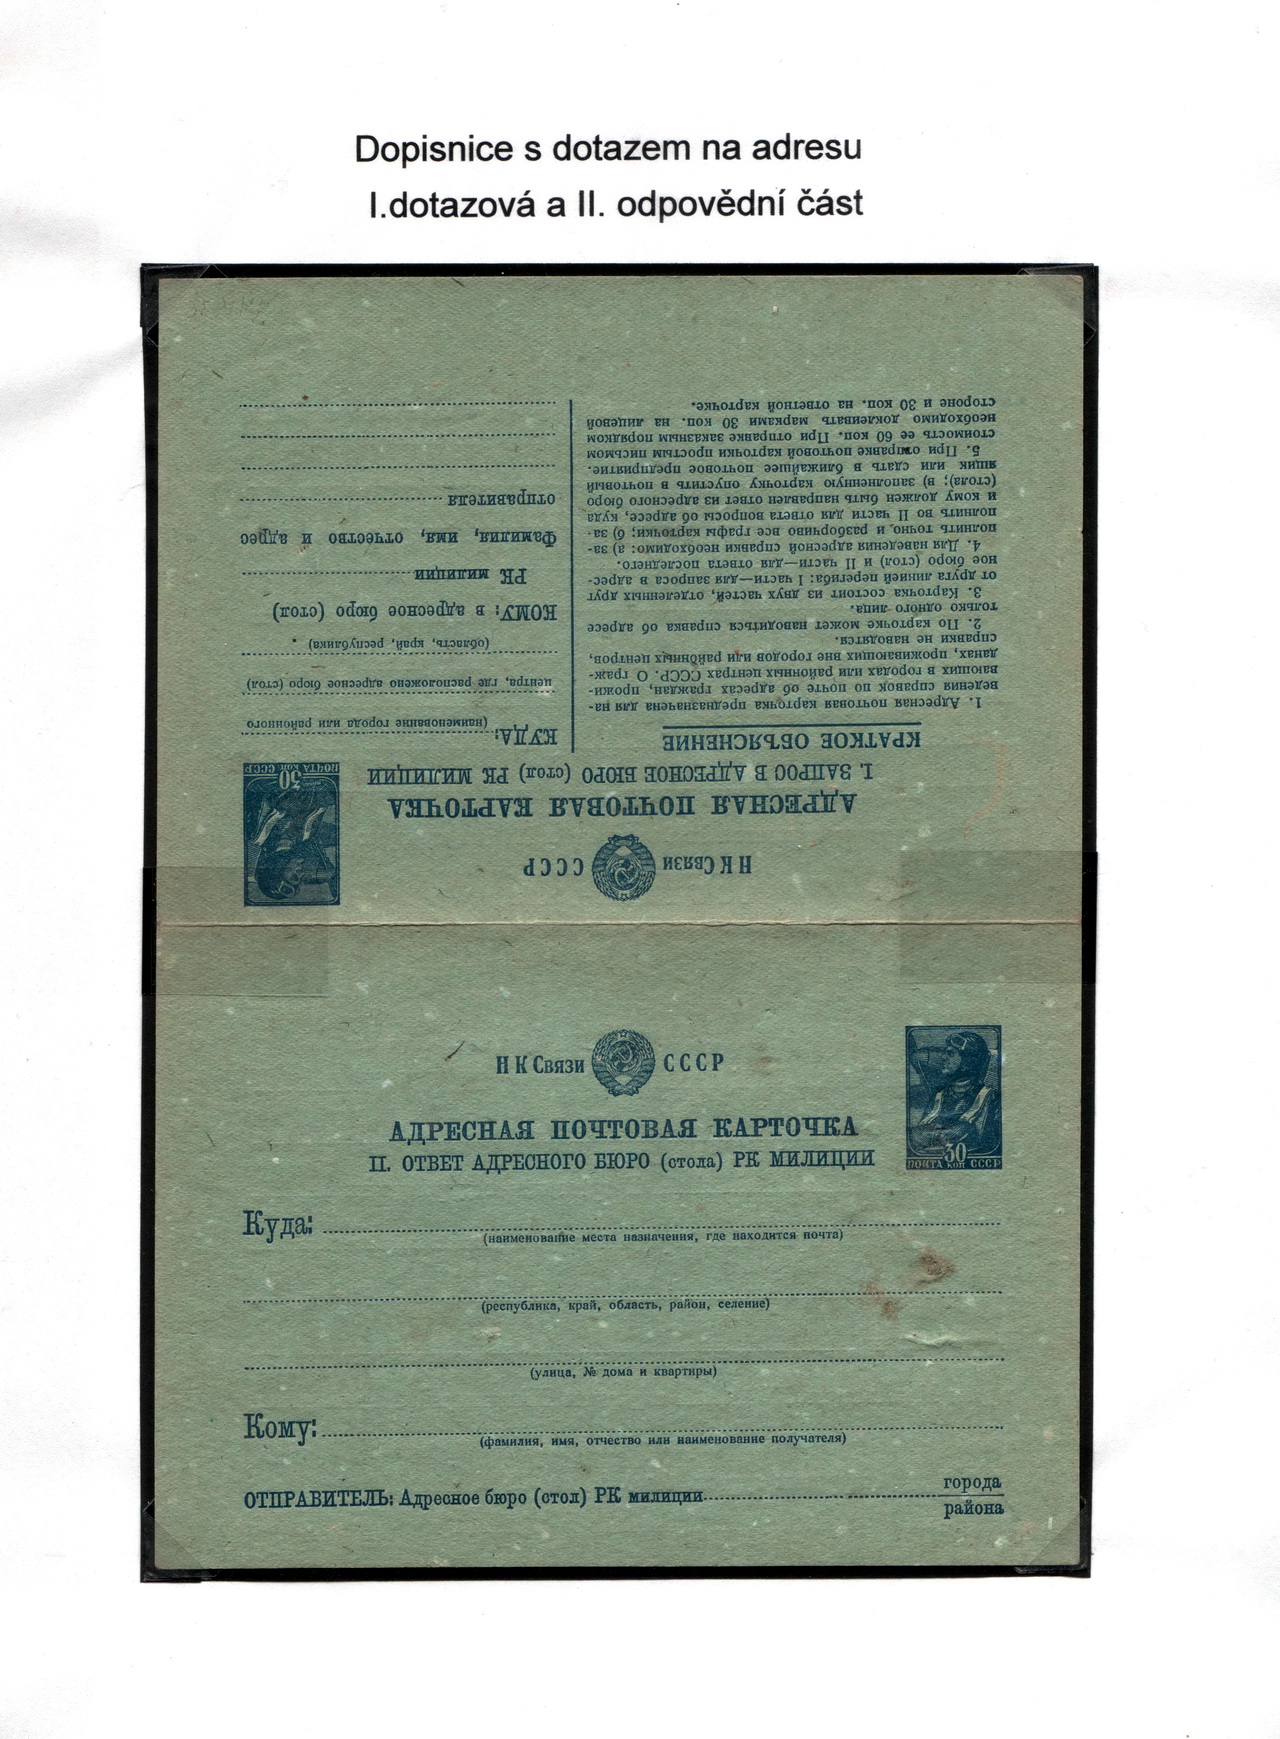 Dopisnice s dotazem na adresu
I.dotazová a II. odpovědní část
НК Связи СССР
АДРЕСНАЯ ПОЧТОВАЯ КАРТОЧКА
I. ЗАПРОС В АДРЕСНОЕ БЮРО (стол) РК МИЛИЦИИ
ПОЧТА 30 КОП СССР
КРАТКОЕ ОБЪЯСНЕНИЕ
1. Адресная почтовая карточка предназначена для на-
ведения справок по почте об адресах граждан, прожи-
вающих в городах или районных центрах СССР. О граж-
данах, проживающих вне городов или районных центров,
справки не наводятся.
2. По карточке может наводиться справка об адресе
только одного лица.
3. Карточка состоит из двух частей, отделенных друг
от друга линией перегиба: I части—для запроса в адрес-
ное бюро (стол) и II части—для ответа последнего.
4. Для наведения адресной справки необходимо: а) за-
полнить точно и разборчиво все графы карточки; б) за-
полнить во II части для ответа вопросы об адресе, куда
и кому должен быть направлен ответ из адресного бюро
(стола); в) заполненную карточку опустить в почтовый
ящик или сдать в ближайшее почтовое предприятие.
5. При отправке почтовой карточки простым письмом
стоимость ее 60 коп. При отправке заказным порядком
необходимо доклеивать марками 30 коп. на лицевой
стороне и 30 коп. на ответной карточке.
КУДА:
(наименование города или районного
центра, где расположено адресное бюро (стол)
(область, край, республика)
КОМУ: в адресное бюро (стол)
РК милиции
Фамилия, имя, отчество и адрес
отправителя
НК Связи СССР
АДРЕСНАЯ ПОЧТОВАЯ КАРТОЧКА
II. ОТВЕТ АДРЕСНОГО БЮРО (стола) РК МИЛИЦИИ
30
ПОЧТА КОП СССР
Куда:
(наименование места назначения, где находится почта)
(республика, край, область, район, селение)
(улица, № дома и квартиры)
Кому:
(фамилия, имя, отчество или наименование получателя)
ОТПРАВИТЕЛЬ: Адресное бюро (стол) РК милиции
города
района